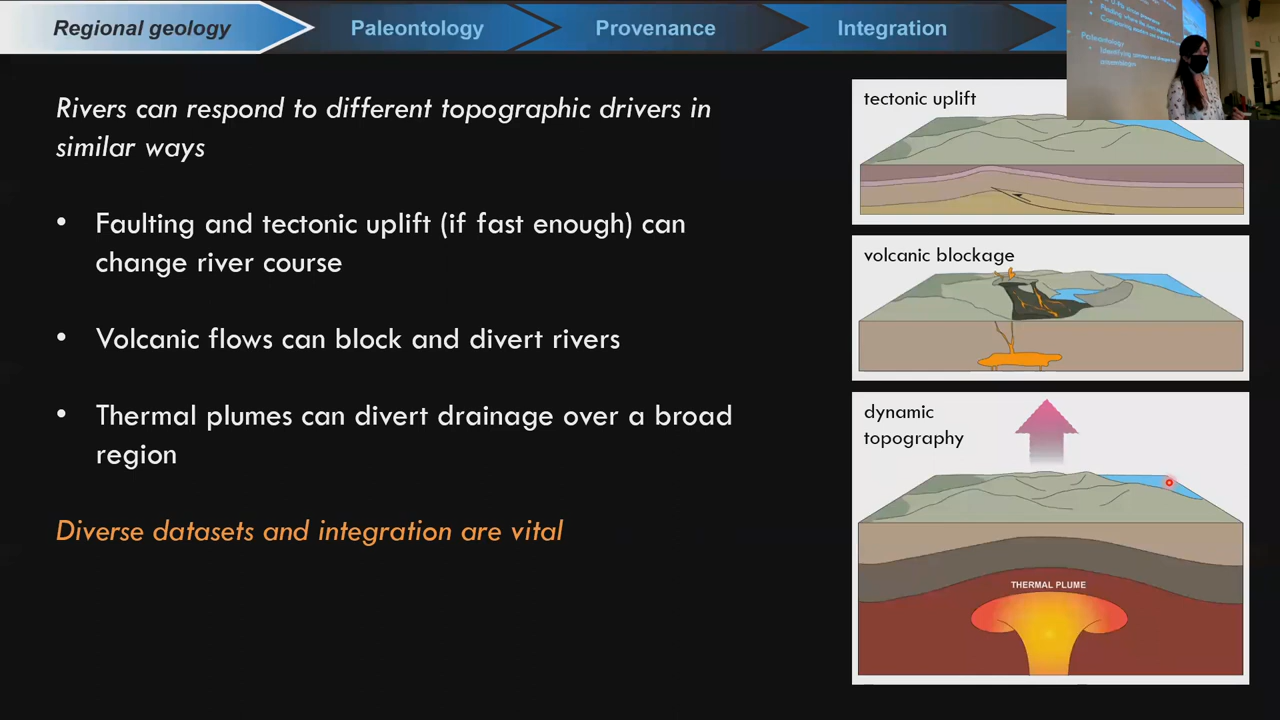 Regional geology
Paleontology
Provenance
Integration
Rivers can respond to different topographic drivers in
similar ways
• Faulting and tectonic uplift (if fast enough) can
change river course
• Volcanic flows can block and divert rivers
• Thermal plumes can divert drainage over a broad
region
Diverse datasets and integration are vital
tectonic uplift
volcanic blockage
dynamic
topography
THERMAL PLUME
Paleontology